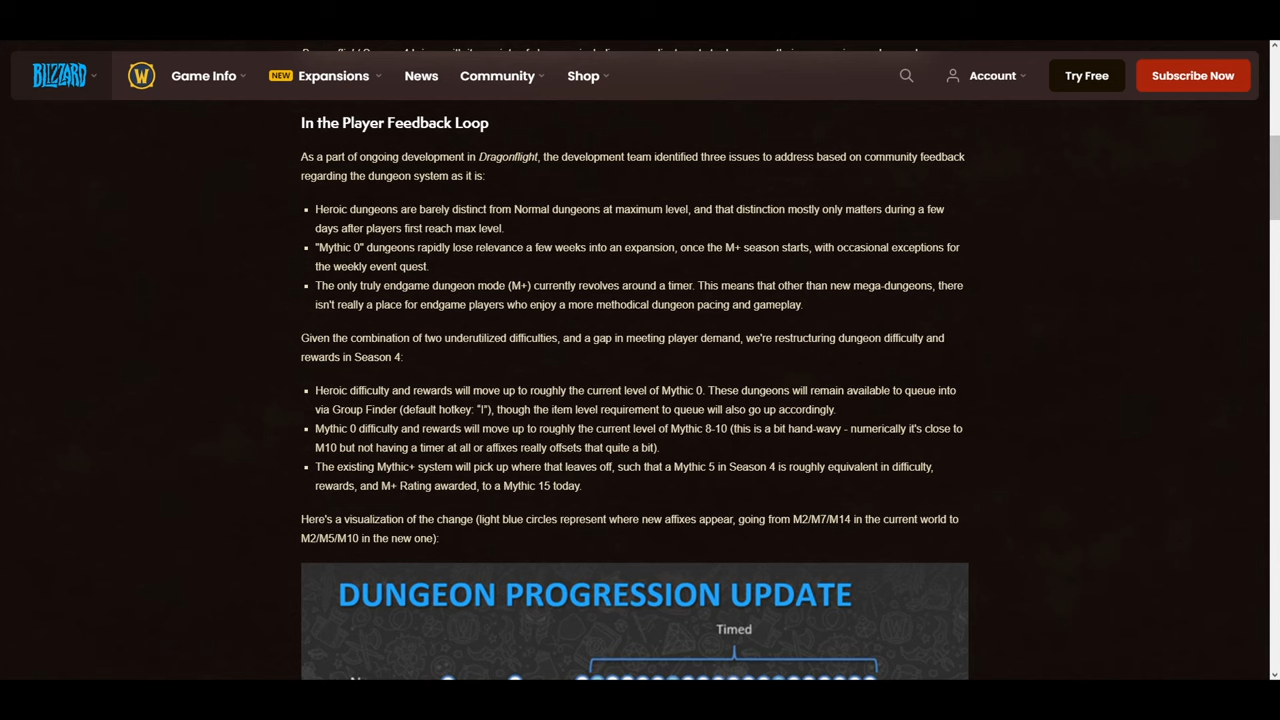 BLIZZARD
W
Game Info
NEW Expansions
News
Community
Shop
Account
Try Free
Subscribe Now
In the Player Feedback Loop
As a part of ongoing development in Dragonflight, the development team identified three issues to address based on community feedback
regarding the dungeon system as it is:
Heroic dungeons are barely distinct from Normal dungeons at maximum level, and that distinction mostly only matters during a few
days after players first reach max level.
"Mythic 0" dungeons rapidly lose relevance a few weeks into an expansion, once the M+ season starts, with occasional exceptions for
the weekly event quest.
The only truly endgame dungeon mode (M+) currently revolves around a timer. This means that other than new mega-dungeons, there
isn't really a place for endgame players who enjoy a more methodical dungeon pacing and gameplay.
Given the combination of two underutilized difficulties, and a gap in meeting player demand, we're restructuring dungeon difficulty and
rewards in Season 4:
Heroic difficulty and rewards will move up to roughly the current level of Mythic 0. These dungeons will remain available to queue into
via Group Finder (default hotkey: "I"), though the item level requirement to queue will also go up accordingly.
Mythic 0 difficulty and rewards will move up to roughly the current level of Mythic 8-10 (this is a bit hand-wavy - numerically it's close to
M10 but not having a timer at all or affixes really offsets that quite a bit).
The existing Mythic+ system will pick up where that leaves off, such that a Mythic 5 in Season 4 is roughly equivalent in difficulty,
rewards, and M+ Rating awarded, to a Mythic 15 today.
Here's a visualization of the change (light blue circles represent where new affixes appear, going from M2/M7/M14 in the current world to
M2/M5/M10 in the new one):
DUNGEON PROGRESSION UPDATE
Timed